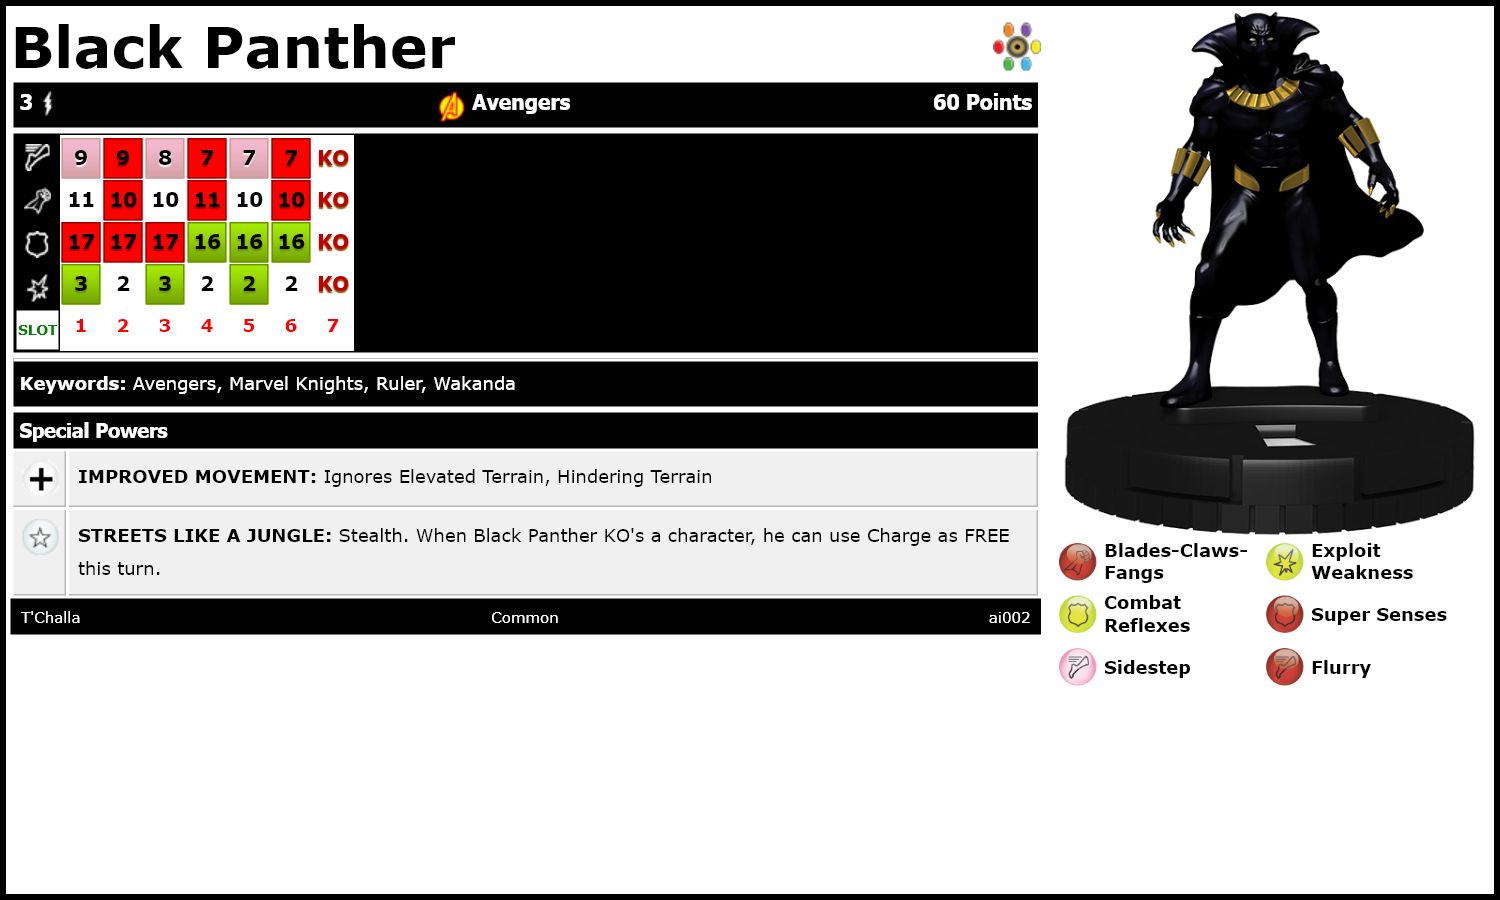 Black Panther
3 Avengers 60 Points
9 9 8 7 7 7 KO
11 10 10 11 10 10 KO
17 17 17 16 16 16 KO
3 2 3 2 2 2 KO
SLOT 1 2 3 4 5 6 7
Keywords: Avengers, Marvel Knights, Ruler, Wakanda
Special Powers
IMPROVED MOVEMENT: Ignores Elevated Terrain, Hindering Terrain
STREETS LIKE A JUNGLE: Stealth. When Black Panther KO's a character, he can use Charge as FREE
this turn.
T'Challa Common ai002
Blades-Claws-
Fangs
Exploit
Weakness
Combat
Reflexes
Super Senses
Sidestep
Flurry